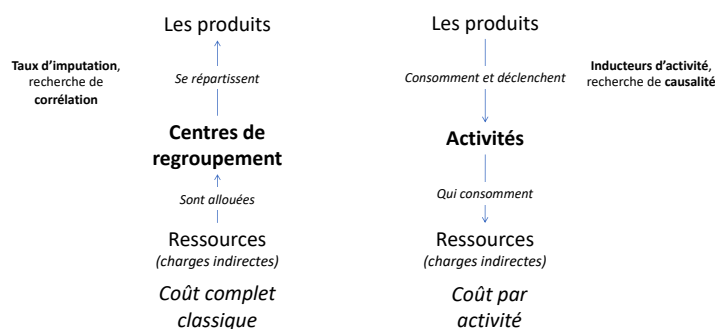 Les produits
Taux d'imputation,
recherche de
corrélation
Se répartissent
Centres de
regroupement
Sont allouées
Ressources
(charges indirectes)
Coût complet
classique
Les produits
Consomment et déclenchent
Inducteurs d'activité,
recherche de causalité
Activités
Qui consomment
Ressources
(charges indirectes)
Coût par
activité